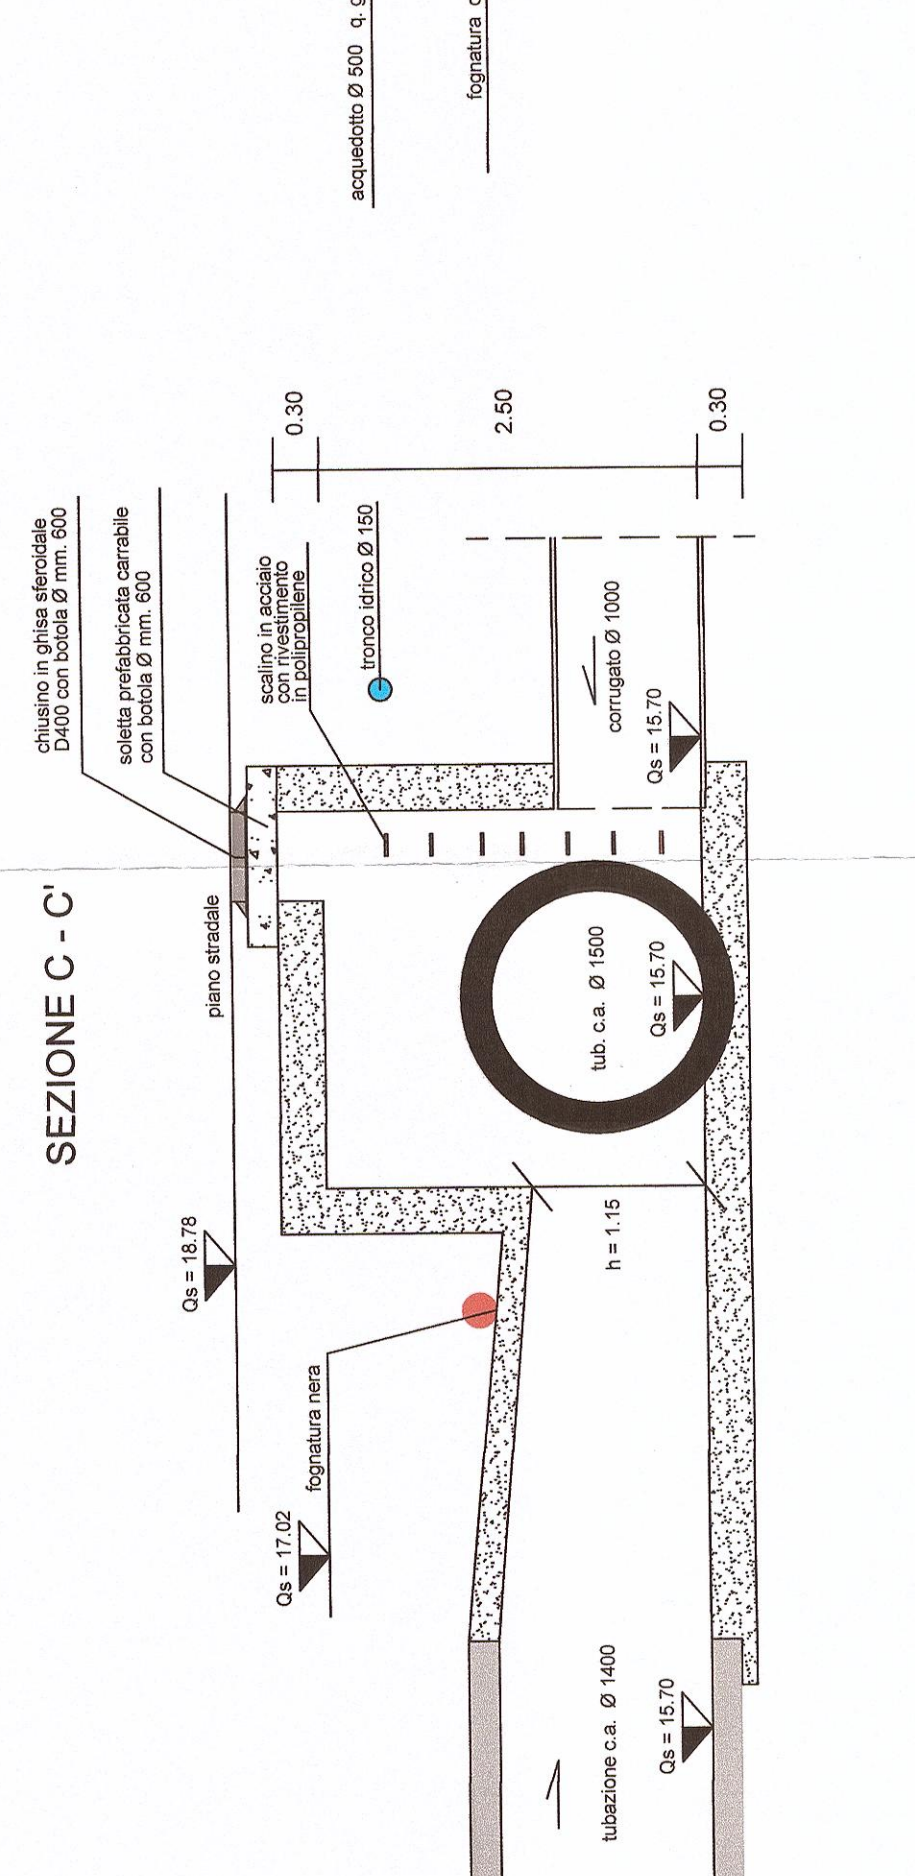 SEZIONE C - C'
chiusino in ghisa sferoidale
D400 con botola Ø mm. 600
soletta prefabbricata carrabile
con botola Ø mm. 600
piano stradale
Qs = 18.78
scalino in acciaio
con rivestimento
in polipropilene
tronco idrico Ø 150
fognatura nera
Qs = 17.02
tub. c.a. Ø 1500
Qs = 15.70
corrugato Ø 1000
Qs = 15.70
h = 1.15
tubazione c.a. Ø 1400
Qs = 15.70
0.30
2.50
0.30
acquedotto Ø 500 q.
fognatura